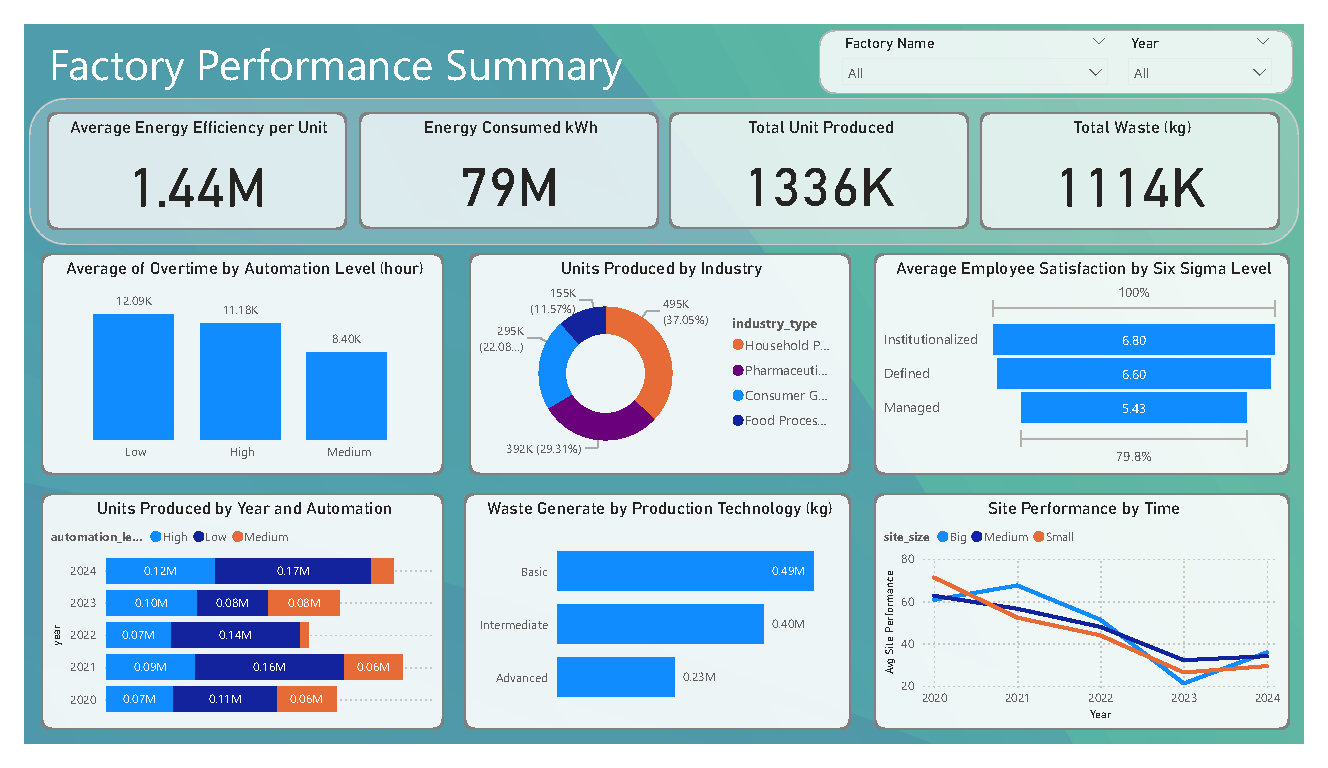 Factory Performance Summary
Factory Name
Year
All
All
Average Energy Efficiency per Unit
1.44M
Energy Consumed kWh
79M
Total Unit Produced
1336K
Total Waste (kg)
1114K
Average of Overtime by Automation Level (hour)
12.09K
11.18K
8.40K
Low
High
Medium
Units Produced by Industry
155K
(11.57%)
495K
(37.05%)
295K
(22.08...)
392K (29.31%)
industry_type
Household P...
Pharmaceuti...
Consumer G...
Food Proces...
Average Employee Satisfaction by Six Sigma Level
100%
Institutionalized
6.80
Defined
6.60
Managed
5.43
79.8%
Units Produced by Year and Automation
automation_le... High Low Medium
year
2024 0.12M 0.17M
2023 0.10M 0.08M 0.08M
2022 0.07M 0.14M
2021 0.09M 0.16M 0.06M
2020 0.07M 0.11M 0.06M
Waste Generate by Production Technology (kg)
Basic 0.49M
Intermediate 0.40M
Advanced 0.23M
Site Performance by Time
site_size Big Medium Small
Avg Site Performance
80
60
40
20
2020 2021 2022 2023 2024
Year